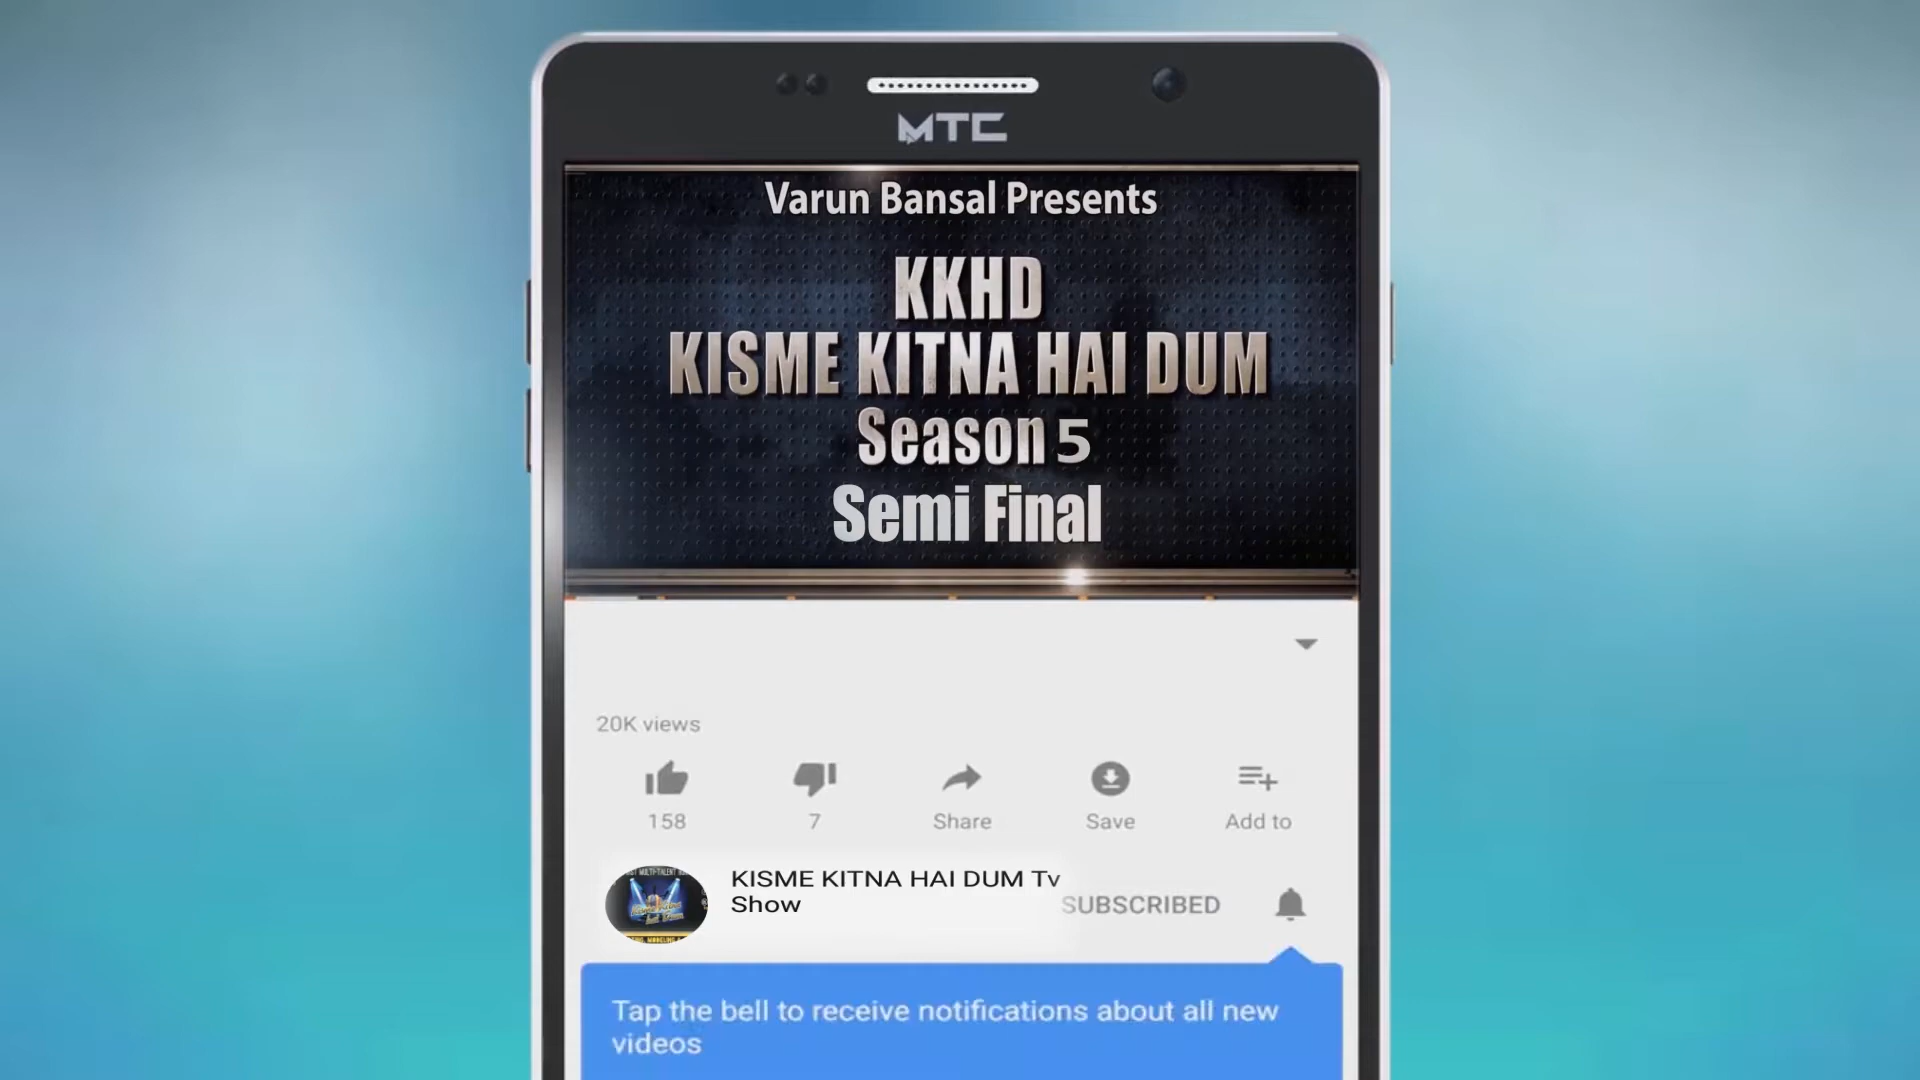 MTC
Varun Bansal Presents
KKHD
KISME KITNA HAI DUM
Season 5
Semi Final
20K views
158
7
Share
Save
Add to
KISME KITNA HAI DUM Tv
Show
SUBSCRIBED
Tap the bell to receive notifications about all new
videos